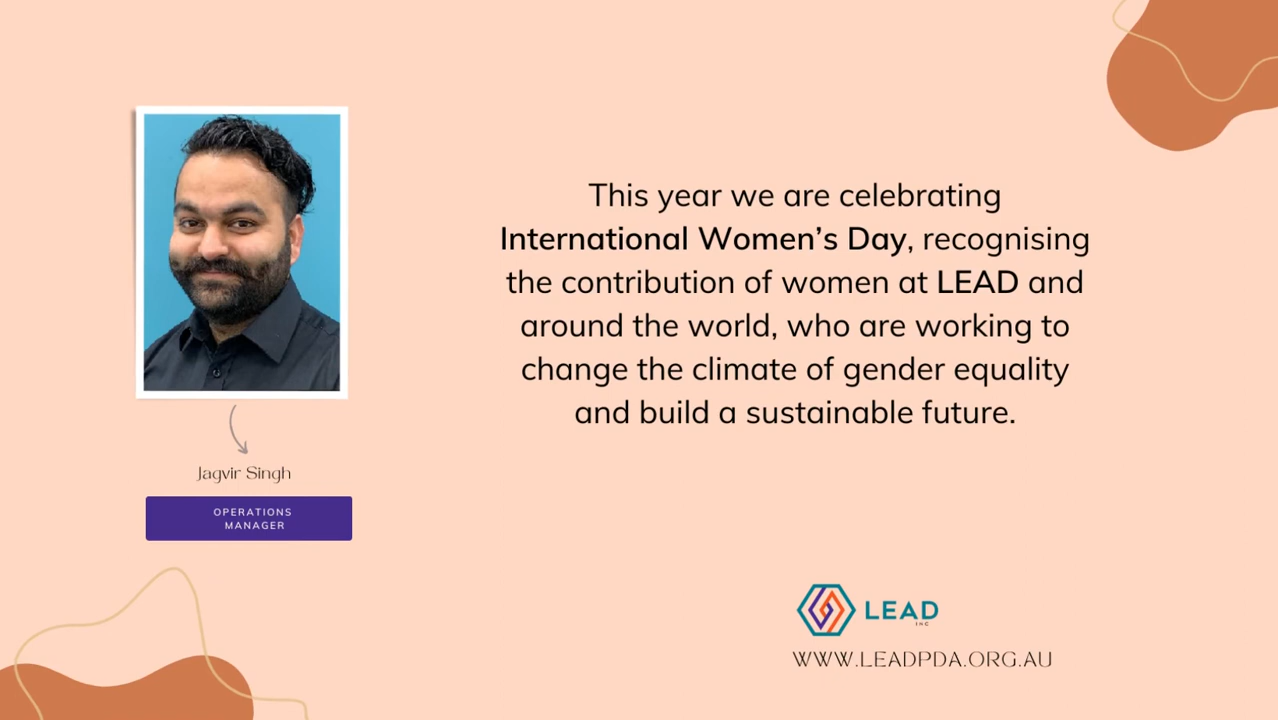 This year we are celebrating
International Women’s Day, recognising
the contribution of women at LEAD and
around the world, who are working to
change the climate of gender equality
and build a sustainable future.
Jagvir Singh
OPERATIONS
MANAGER
LEAD
INC
WWW.LEADPDA.ORG.AU